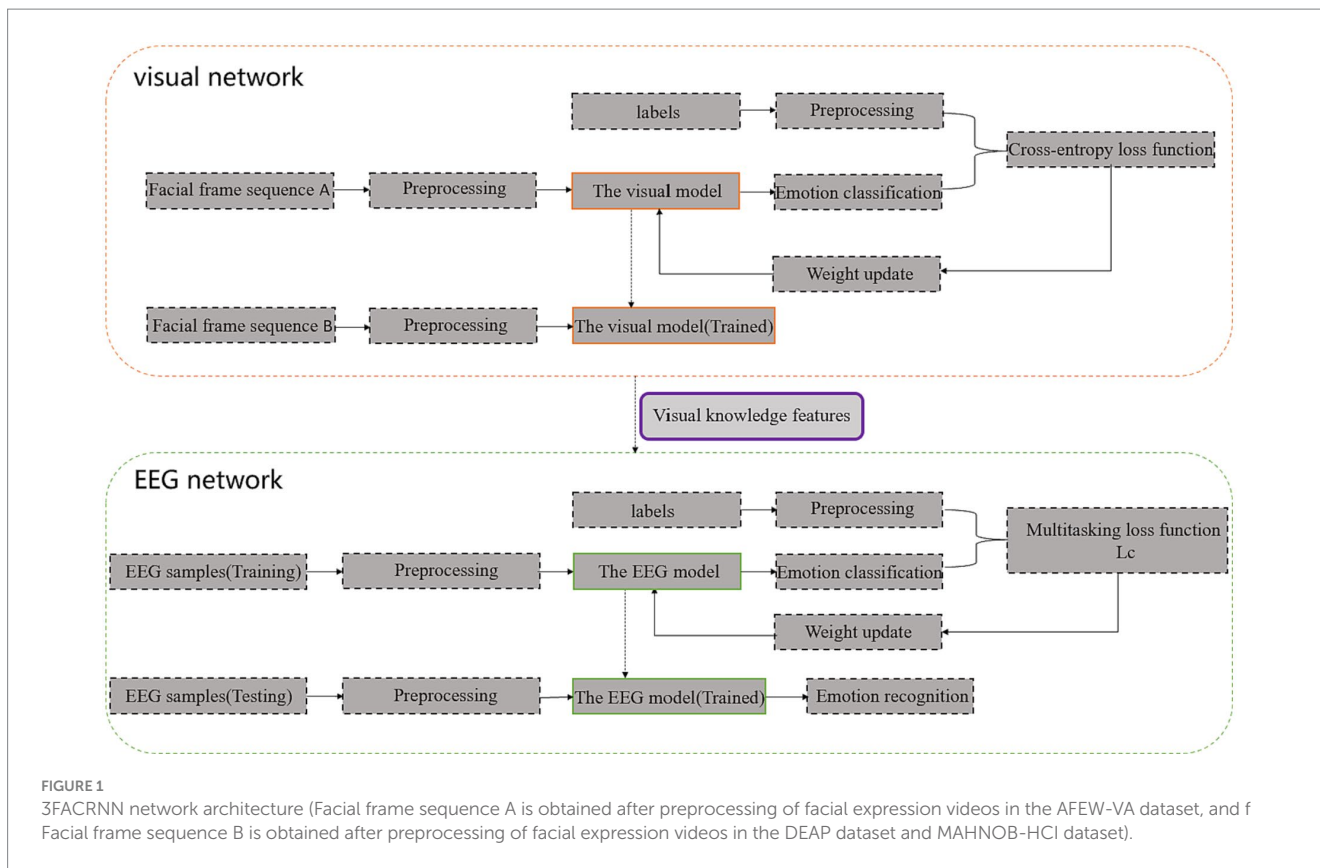 visual network
labels
Preprocessing
Cross-entropy loss function
Facial frame sequence A
Preprocessing
The visual model
Emotion classification
Weight update
Facial frame sequence B
Preprocessing
The visual model(Trained)
Visual knowledge features
EEG network
labels
Preprocessing
Multitasking loss function
Lc
EEG samples(Training)
Preprocessing
The EEG model
Emotion classification
Weight update
EEG samples(Testing)
Preprocessing
The EEG model(Trained)
Emotion recognition
FIGURE 1
3FACRNN network architecture (Facial frame sequence A is obtained after preprocessing of facial expression videos in the AFEW-VA dataset, and f
Facial frame sequence B is obtained after preprocessing of facial expression videos in the DEAP dataset and MAHNOB-HCI dataset).